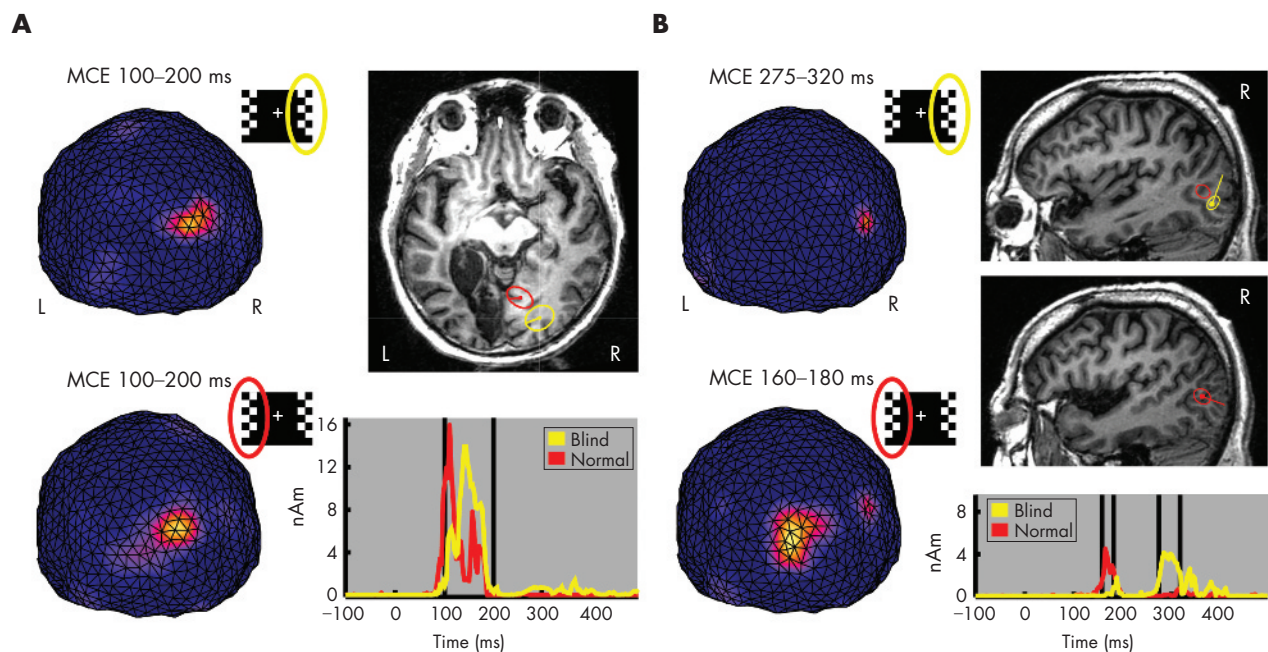 A
MCE 100–200 ms
+
L
R
L
R
MCE 100–200 ms
+
16
12
8
4
0
nAm
Blind
Normal
–100
0
100
200
300
400
Time (ms)
B
MCE 275–320 ms
+
L
R
R
R
MCE 160–180 ms
+
8
4
0
nAm
Blind
Normal
–100
0
100
200
300
400
Time (ms)